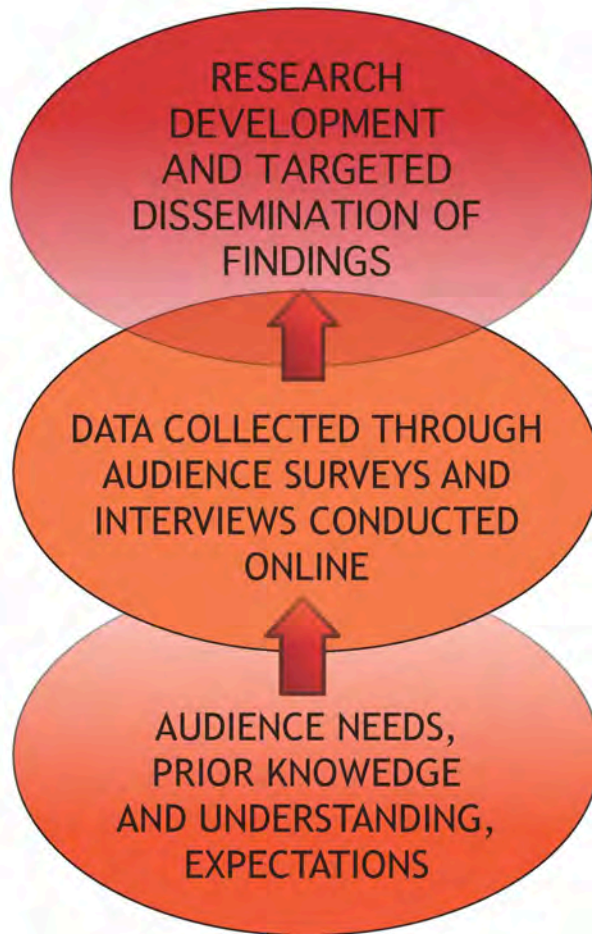 RESEARCH
DEVELOPMENT
AND TARGETED
DISSEMINATION OF
FINDINGS
DATA COLLECTED THROUGH
AUDIENCE SURVEYS AND
INTERVIEWS CONDUCTED
ONLINE
AUDIENCE NEEDS,
PRIOR KNOWEDGE
AND UNDERSTANDING,
EXPECTATIONS